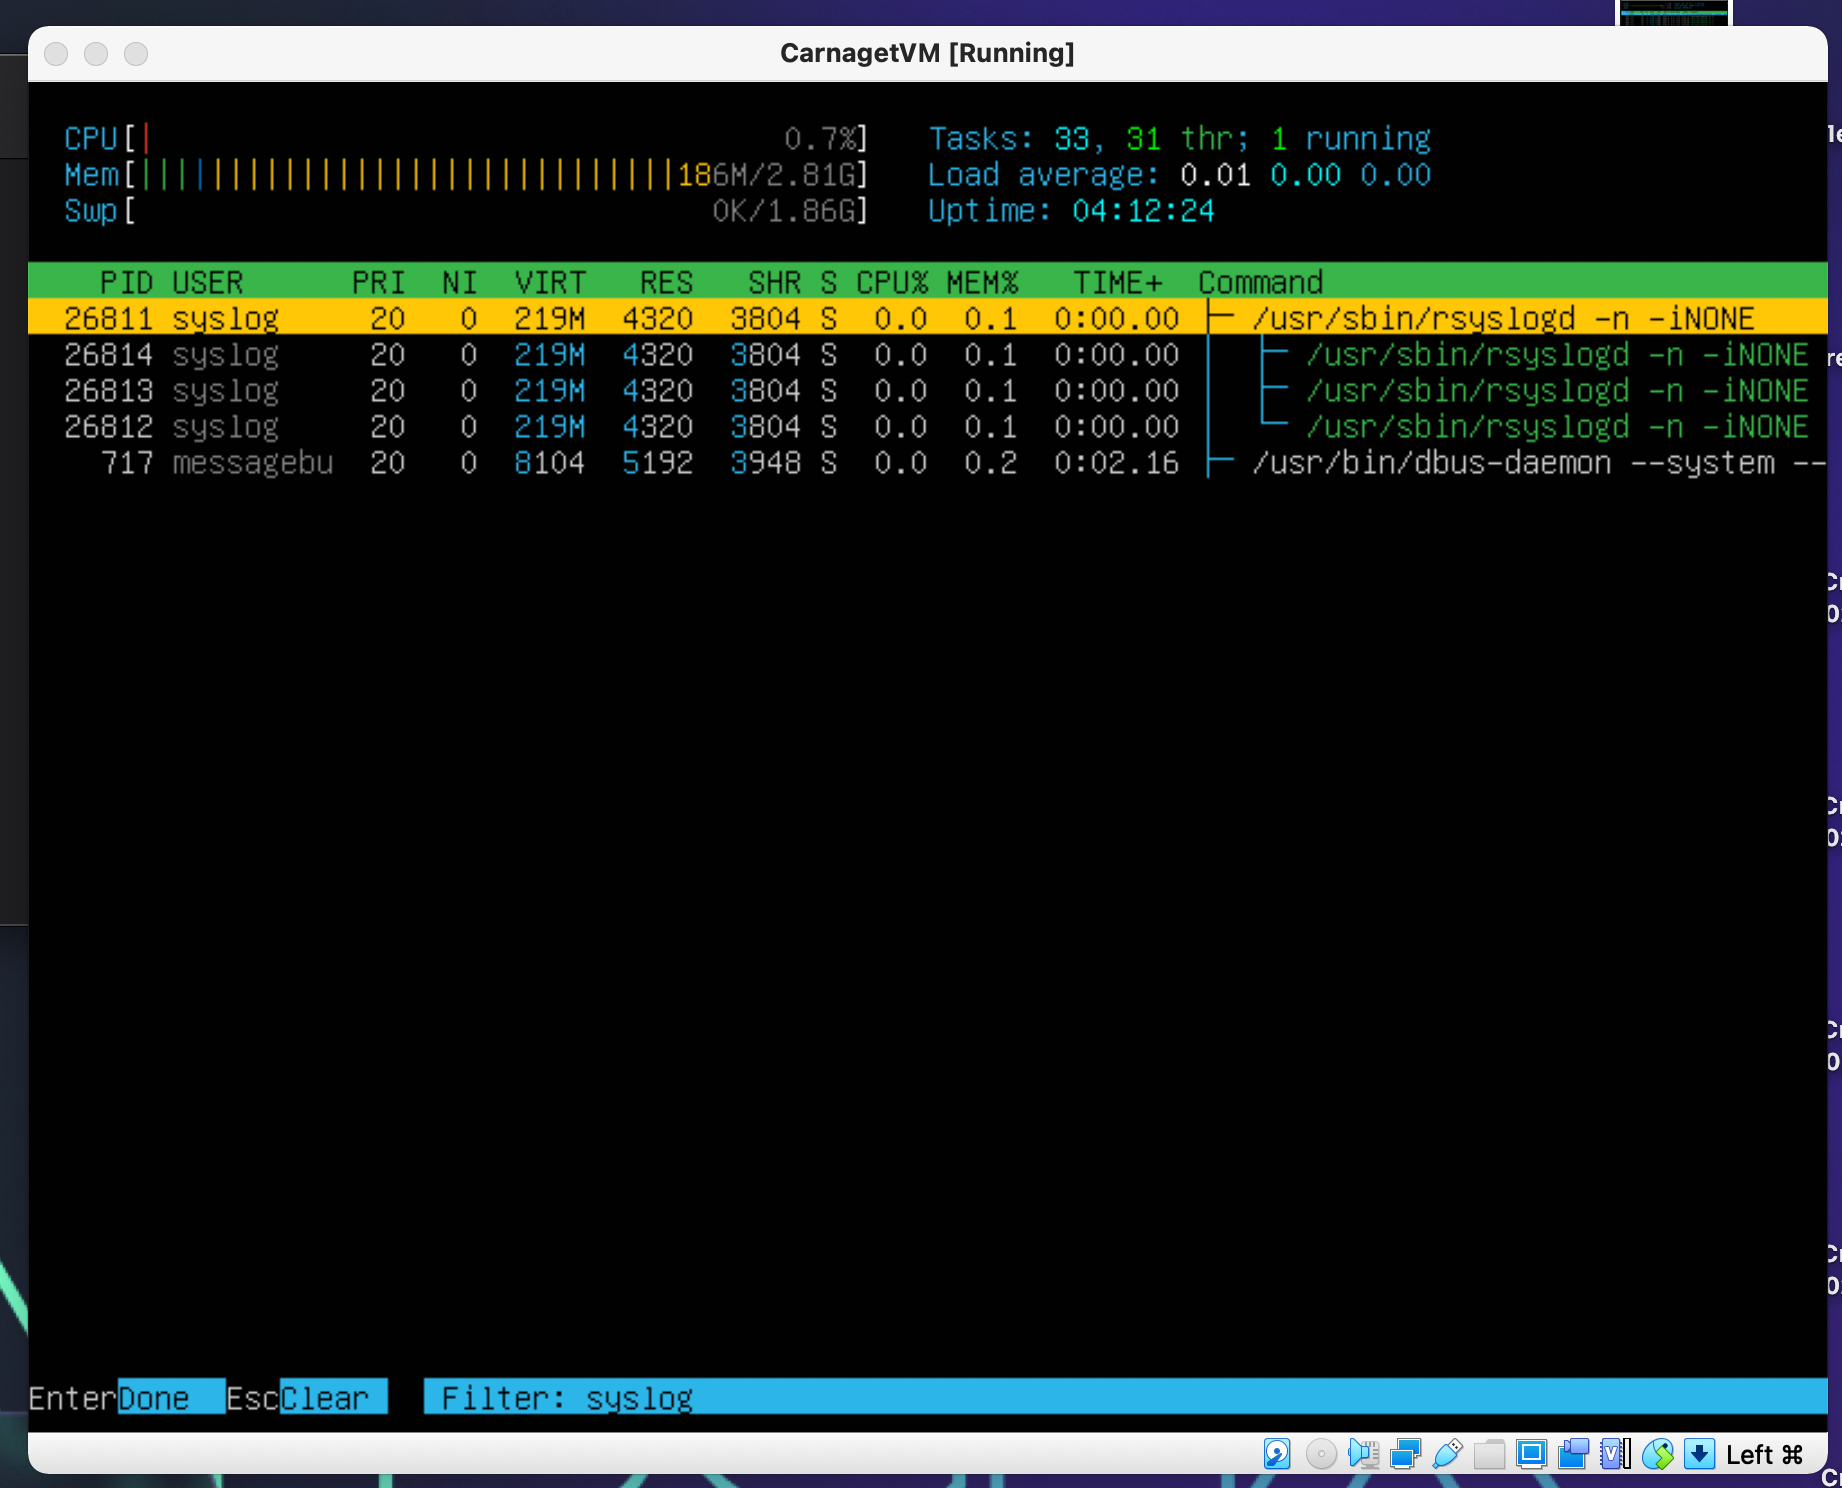 CarnagetVM [Running]
CPU[| 0.7%] Tasks: 33, 31 thr; 1 running
Mem[||||||||||||||||||||||||||||||186M/2.81G] Load average: 0.01 0.00 0.00
Swp[ 0K/1.86G] Uptime: 04:12:24
PID USER PRI NI VIRT RES SHR S CPU% MEM% TIME+ Command
26811 syslog 20 0 219M 4320 3804 S 0.0 0.1 0:00.00 ├─ /usr/sbin/rsyslogd -n -iNONE
26814 syslog 20 0 219M 4320 3804 S 0.0 0.1 0:00.00 │ ├─ /usr/sbin/rsyslogd -n -iNONE
26813 syslog 20 0 219M 4320 3804 S 0.0 0.1 0:00.00 │ ├─ /usr/sbin/rsyslogd -n -iNONE
26812 syslog 20 0 219M 4320 3804 S 0.0 0.1 0:00.00 │ └─ /usr/sbin/rsyslogd -n -iNONE
717 messagebu 20 0 8104 5192 3948 S 0.0 0.2 0:02.16 ├─ /usr/bin/dbus-daemon --system --
EnterDone EscClear Filter: syslog
Left ⌘